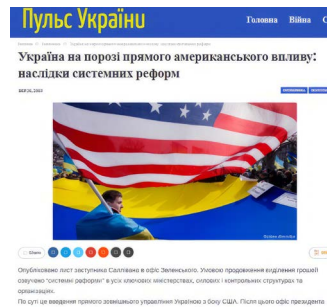 Пульс України
Головна Війна
Україна на порозі прямого американського впливу:
наслідки системних реформ
Share
Опубліковано лист заступника Саллівана в офіс Зеленського. Умовою продовження виділення грошей
озвучено "системні реформи" в усіх ключових міністерствах, силових і контрольних структурах та
організаціях.
По суті це введення прямого зовнішнього управління Україною з боку США. Після цього офіс президента